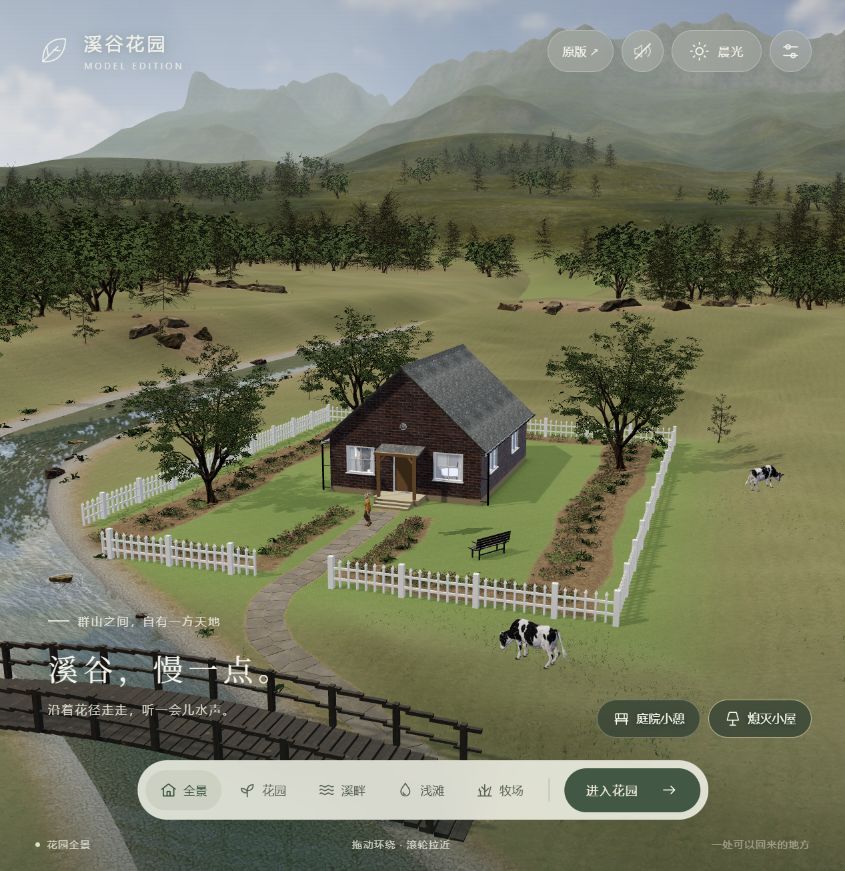 溪谷花园
MODEL EDITION
原版 ↗
晨光
群山之间，自有一方天地
溪谷，慢一点。
沿着花径走走，听一会儿水声。
庭院小憩
熄灭小屋
全景
花园
溪畔
浅滩
牧场
进入花园 →
花园全景
拖动环绕 · 滚轮拉近
一处可以回来的地方